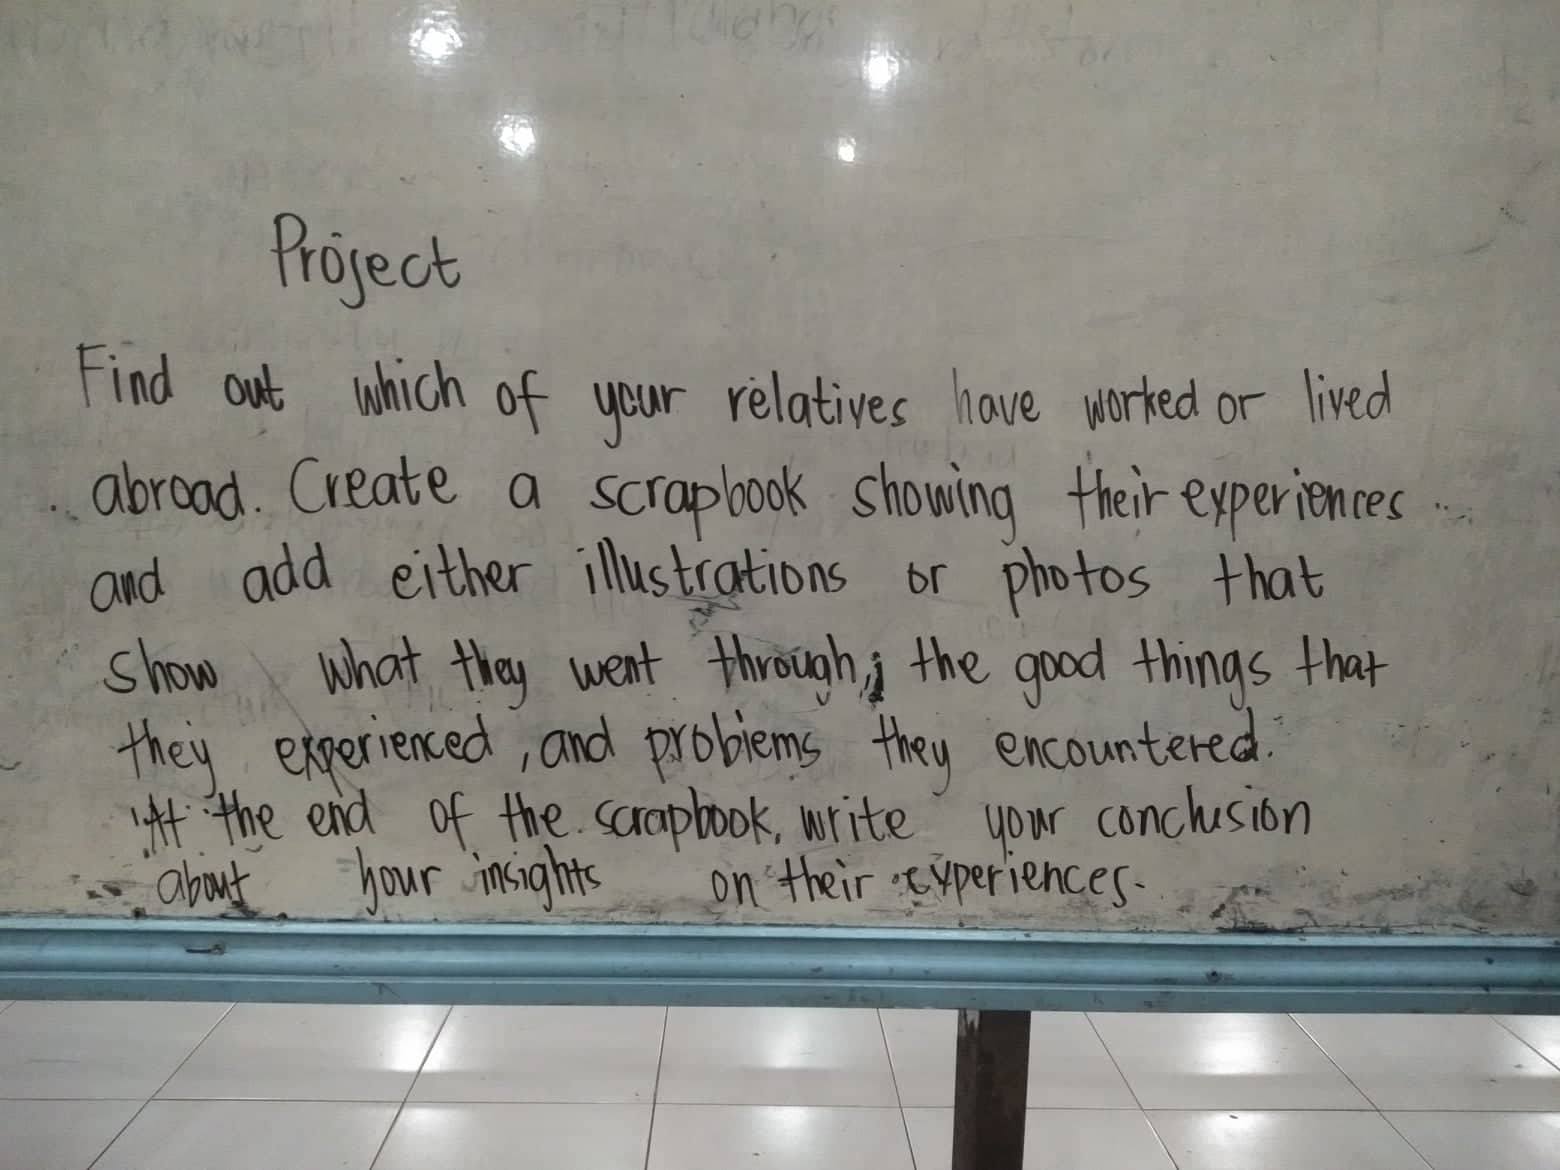 Project
Find out which of your relatives have worked or lived
abroad. Create a scrapbook showing their experiences
and add either illustrations or photos that
show what they went through; the good things that
they experienced, and problems they encountered.
At the end of the scrapbook, write your conclusion
about your insights on their experiences.